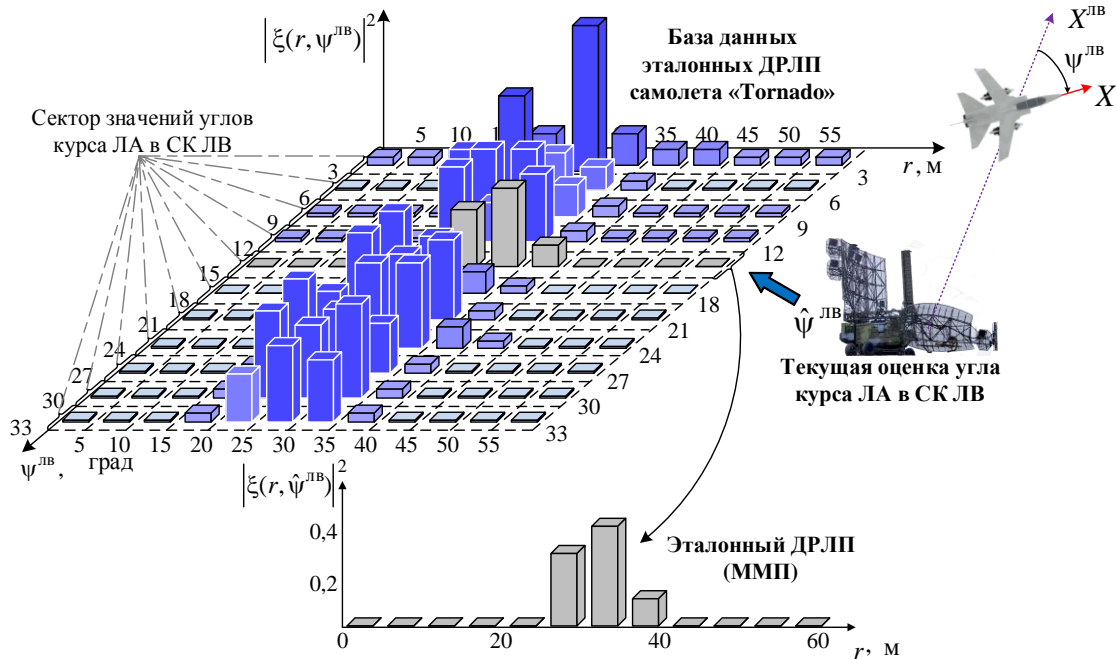 |ξ(r, ψ^лв)|²
База данных
эталонных ДРЛП
самолета «Tornado»
X^лв
ψ^лв
X
Сектор значений углов
курса ЛА в СК ЛВ
5 10 1 35 40 45 50 55
r, м
3 6 9 12 15 18 21 24 27 30 33
3 6 9 12 18 21 24 27 30 33
ψ̂^лв
Текущая оценка угла
курса ЛА в СК ЛВ
5 10 15 20 25 30 35 40 45 50 55
ψ^лв, град
|ξ(r, ψ̂^лв)|²
0,4
0,2
Эталонный ДРЛП
(ММП)
0 20 40 60
r, м